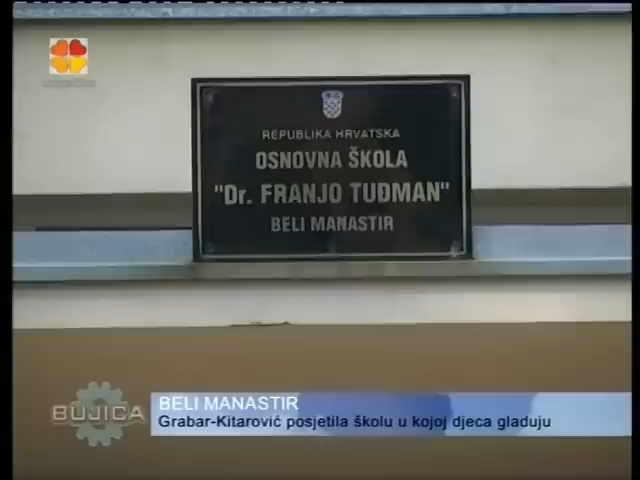 REPUBLIKA HRVATSKA
OSNOVNA ŠKOLA
"Dr. FRANJO TUĐMAN"
BELI MANASTIR
BUJICA
BELI MANASTIR
Grabar-Kitarović posjetila školu u kojoj djeca gladuju